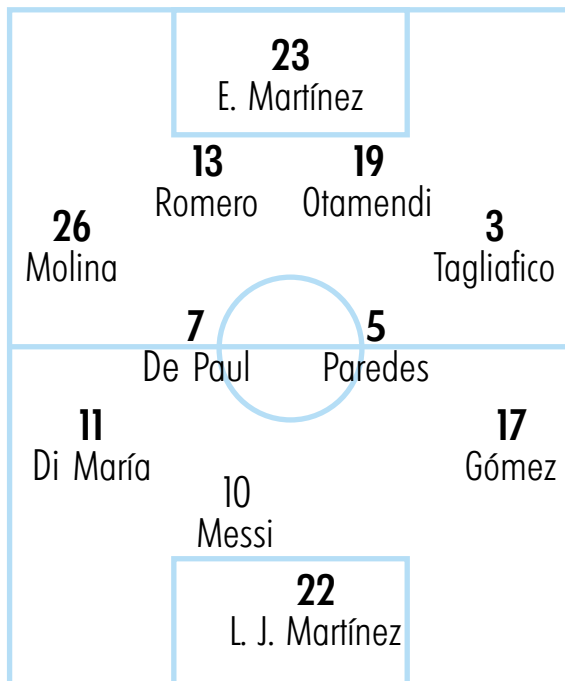 23
E. Martínez
13
Romero
19
Otamendi
26
Molina
3
Tagliafico
7
De Paul
5
Paredes
11
Di María
17
Gómez
10
Messi
22
L. J. Martínez